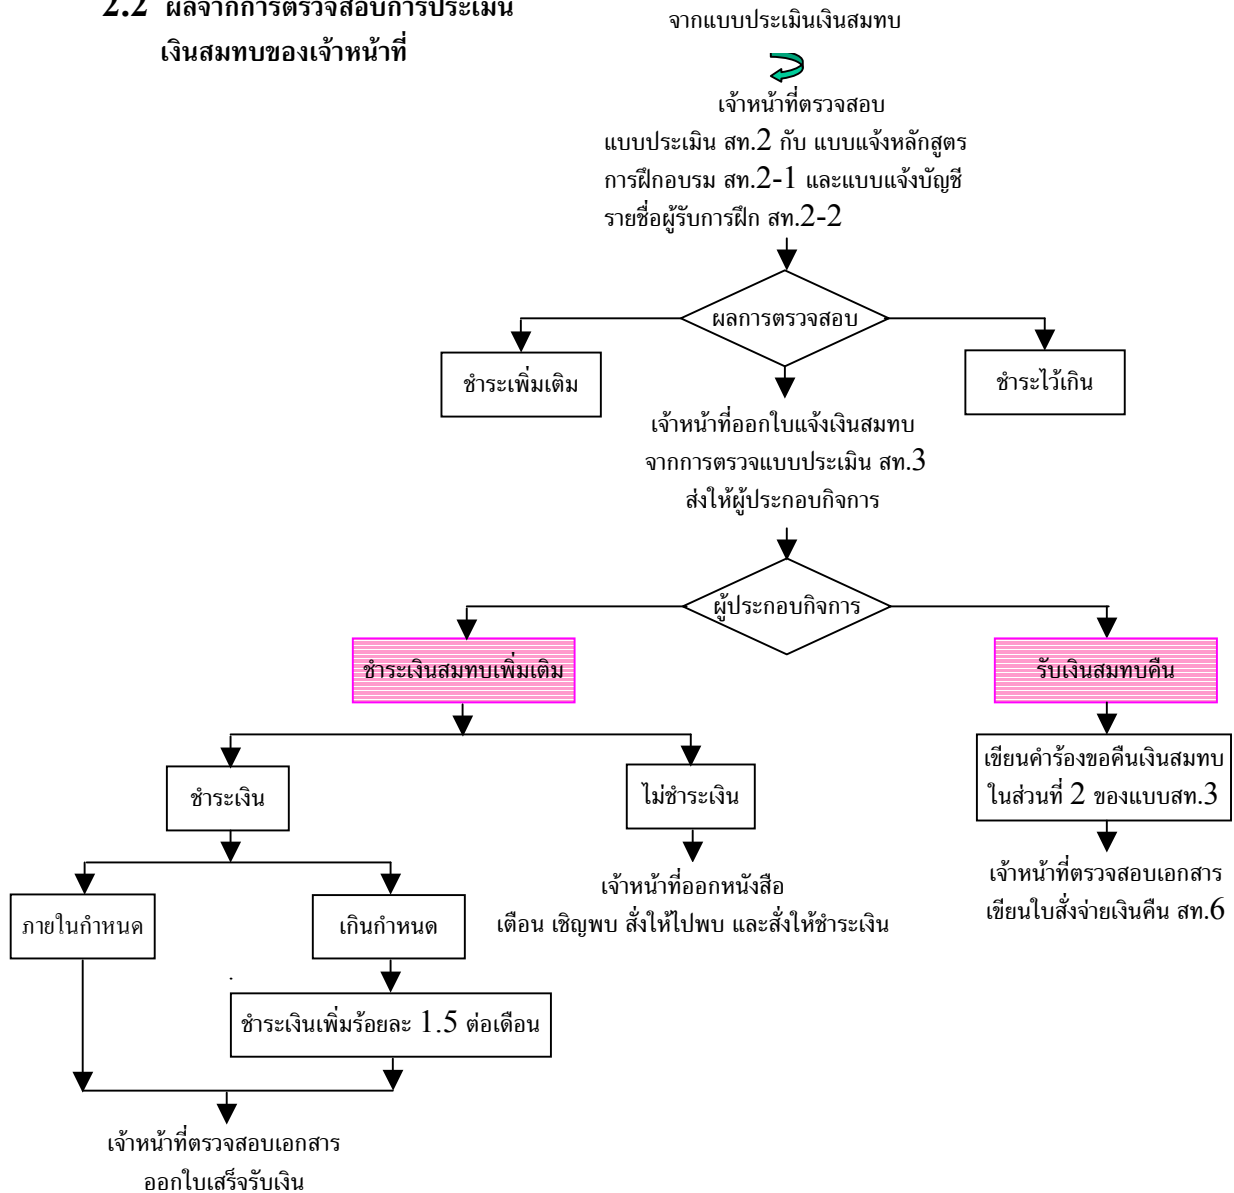 2.2 ผลจากการตรวจสอบการประเมิน
เงินสมทบของเจ้าหน้าที่
จากแบบประเมินเงินสมทบ
เจ้าหน้าที่ตรวจสอบ
แบบประเมิน สท.2 กับ แบบแจ้งหลักสูตร
การฝึกอบรม สท.2-1 และแบบแจ้งบัญชี
รายชื่อผู้รับการฝึก สท.2-2
ผลการตรวจสอบ
ชำระเพิ่มเติม
ชำระไว้เกิน
เจ้าหน้าที่ออกใบแจ้งเงินสมทบ
จากการตรวจแบบประเมิน สท.3
ส่งให้ผู้ประกอบกิจการ
ผู้ประกอบกิจการ
ชำระเงินสมทบเพิ่มเติม
รับเงินสมทบคืน
ชำระเงิน
ไม่ชำระเงิน
เขียนคำร้องขอคืนเงินสมทบ
ในส่วนที่ 2 ของแบบสท.3
เจ้าหน้าที่ออกหนังสือ
เตือน เชิญพบ สั่งให้ไปพบ และสั่งให้ชำระเงิน
เจ้าหน้าที่ตรวจสอบเอกสาร
เขียนใบสั่งจ่ายเงินคืน สท.6
ภายในกำหนด
เกินกำหนด
ชำระเงินเพิ่มร้อยละ 1.5 ต่อเดือน
เจ้าหน้าที่ตรวจสอบเอกสาร
ออกใบเสร็จรับเงิน